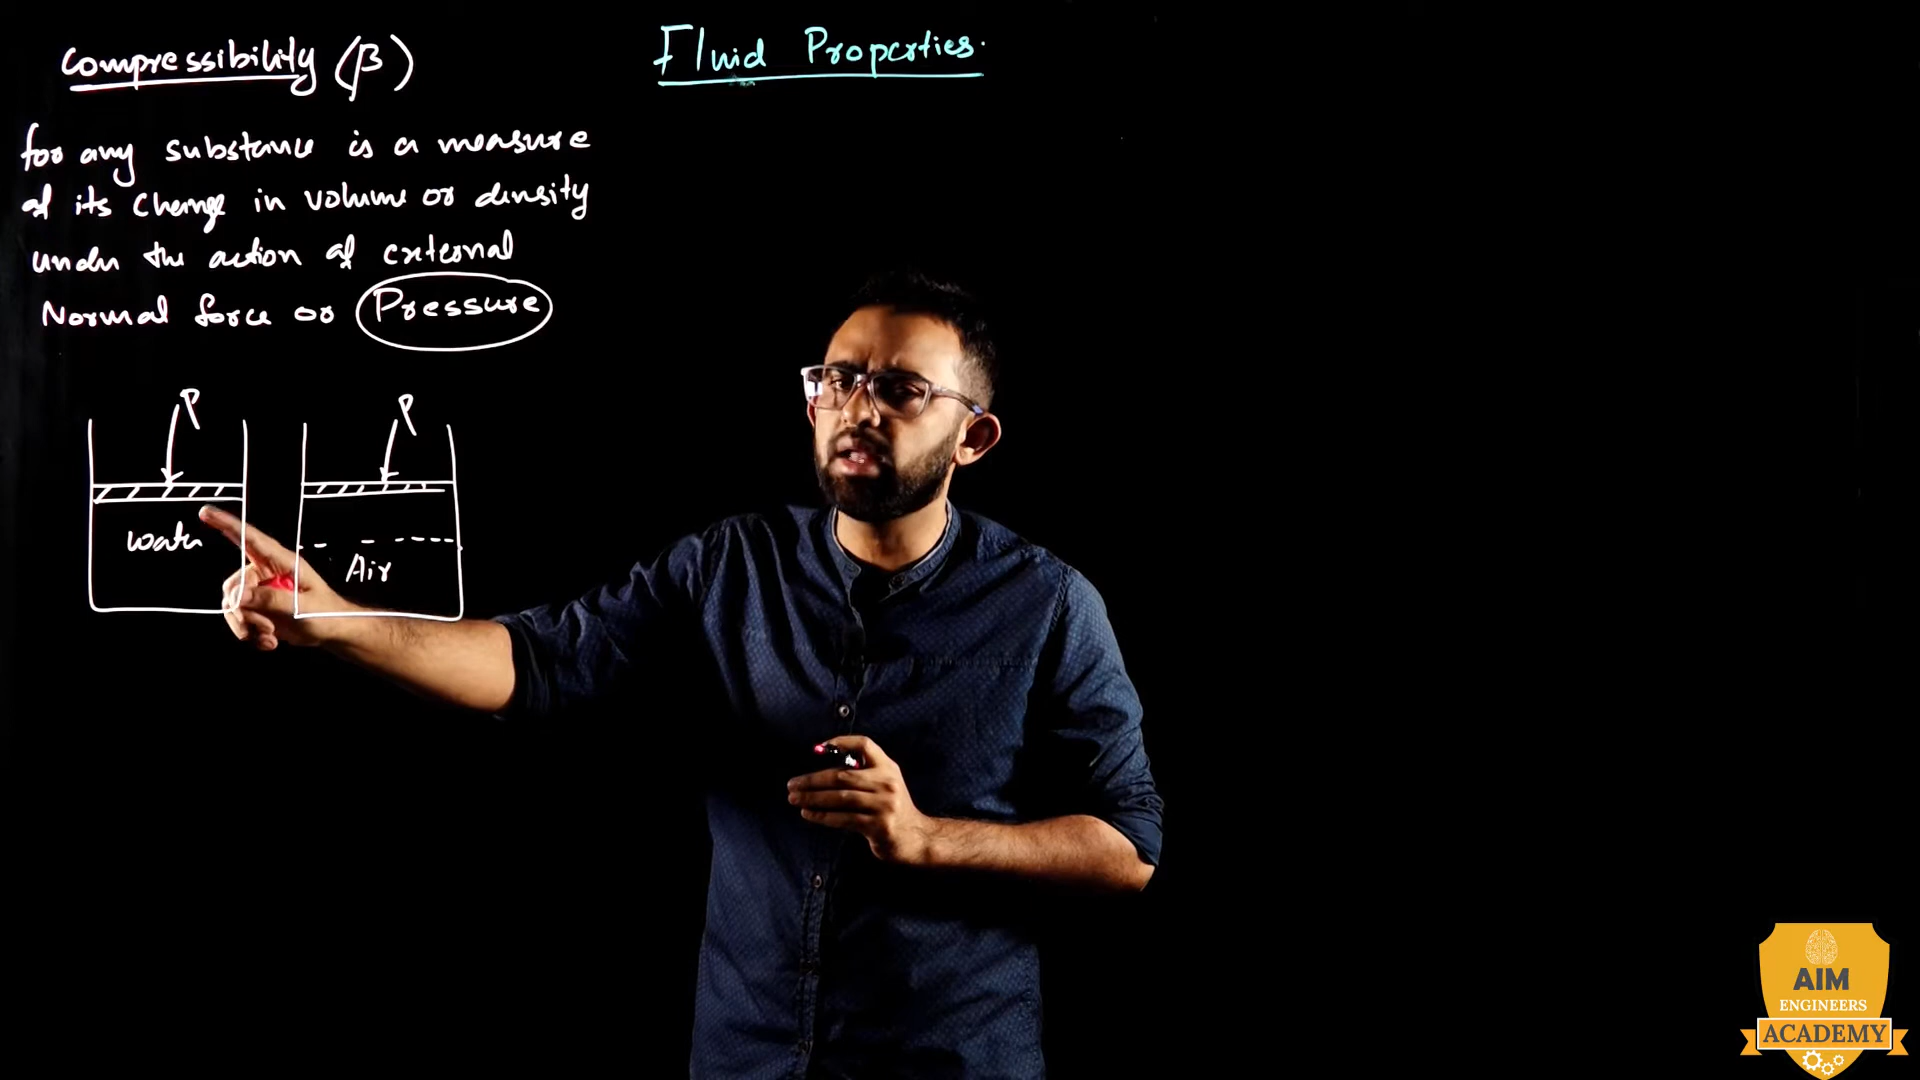 Compressibility (β)
Fluid Properties.
for any substance is a measure
of its change in volume or density
under the action of external
Normal force or Pressure
P
P
Water
Air
AIM
ENGINEERS
ACADEMY